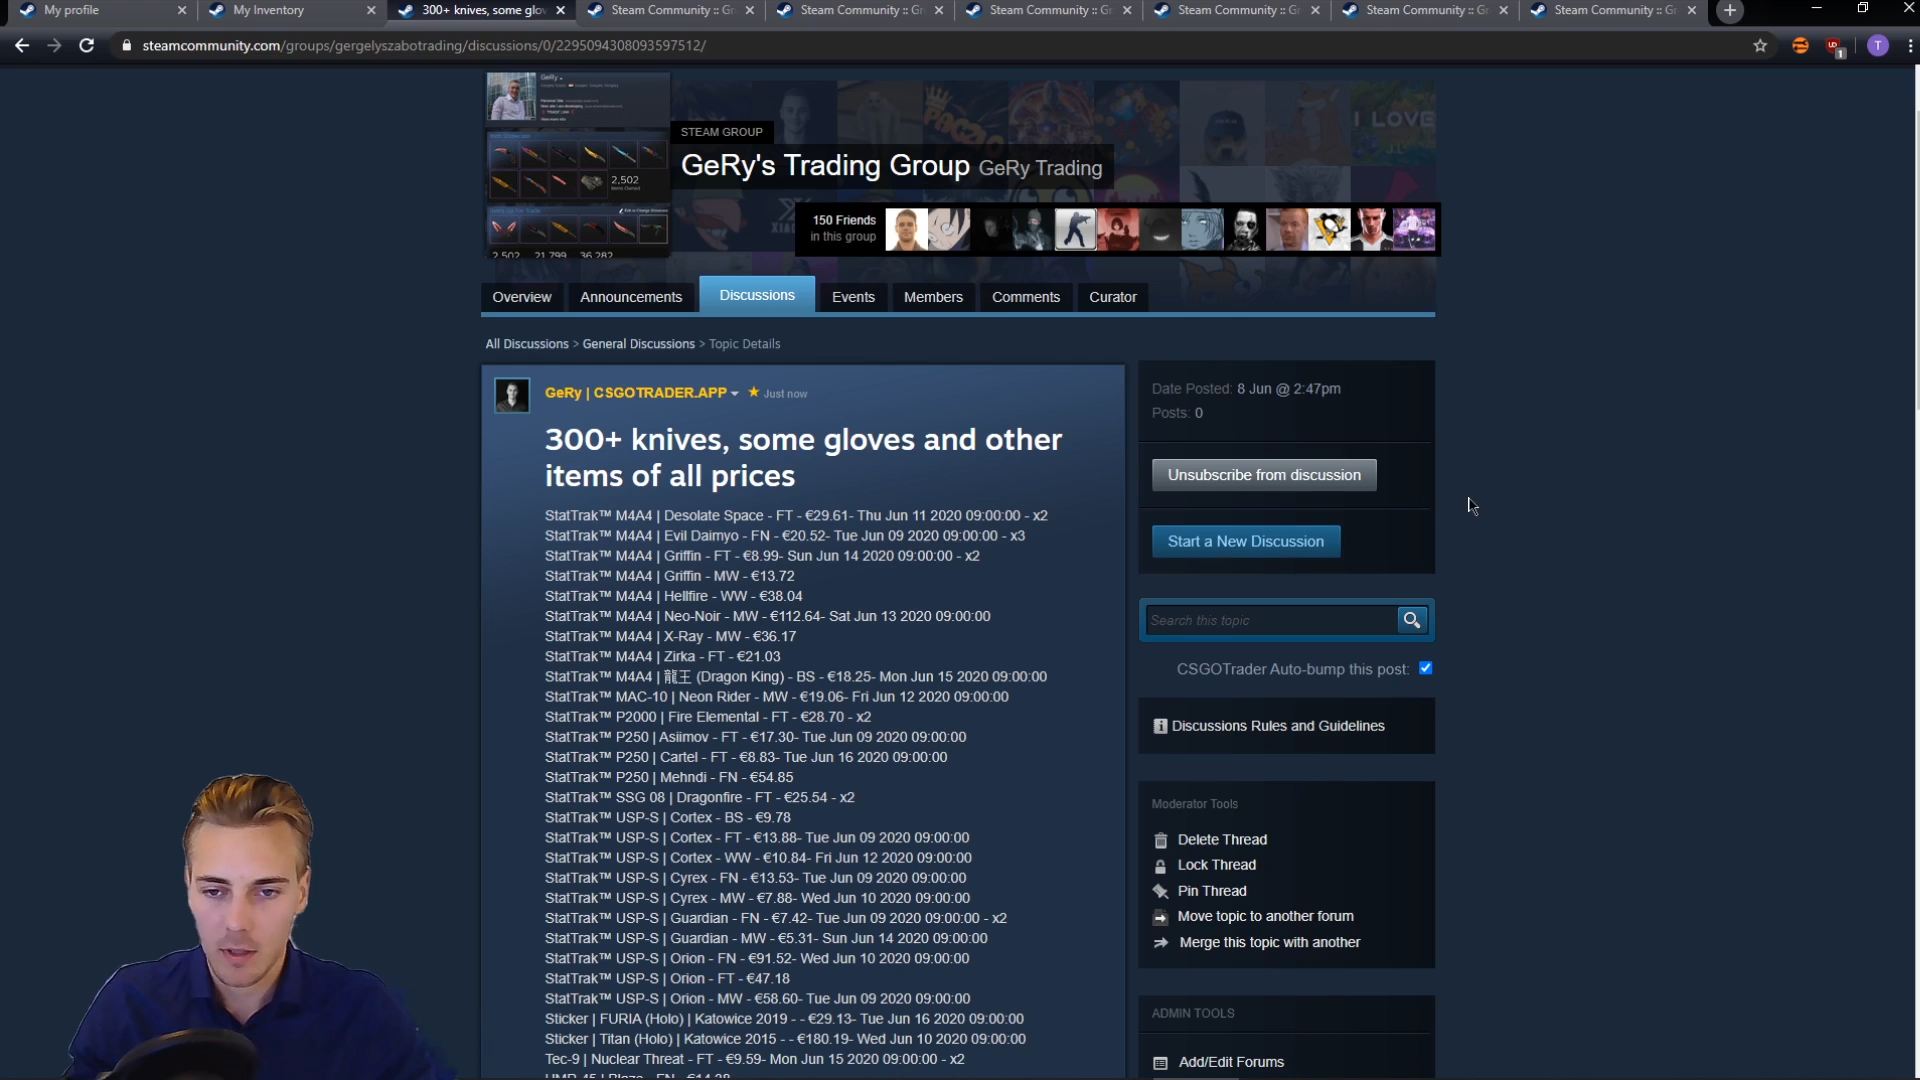 My profile
My Inventory
300+ knives, some glo
Steam Community :: Gr
Steam Community :: Gr
Steam Community :: Gr
Steam Community :: Gr
Steam Community :: Gr
Steam Community :: Gr
steamcommunity.com/groups/gergelyszabotrading/discussions/0/2295094308093597512/
1
T
GeRy
2,502
Items Owned
2,502 21,799 36,282
I LOVE
STEAM GROUP
GeRy's Trading Group GeRy Trading
150 Friends
in this group
Overview
Announcements
Discussions
Events
Members
Comments
Curator
All Discussions > General Discussions > Topic Details
GeRy | CSGOTRADER.APP
Just now
300+ knives, some gloves and other
items of all prices
StatTrak™ M4A4 | Desolate Space - FT - €29.61- Thu Jun 11 2020 09:00:00 - x2
StatTrak™ M4A4 | Evil Daimyo - FN - €20.52- Tue Jun 09 2020 09:00:00 - x3
StatTrak™ M4A4 | Griffin - FT - €8.99- Sun Jun 14 2020 09:00:00 - x2
StatTrak™ M4A4 | Griffin - MW - €13.72
StatTrak™ M4A4 | Hellfire - WW - €38.04
StatTrak™ M4A4 | Neo-Noir - MW - €112.64- Sat Jun 13 2020 09:00:00
StatTrak™ M4A4 | X-Ray - MW - €36.17
StatTrak™ M4A4 | Zirka - FT - €21.03
StatTrak™ M4A4 | 龍王 (Dragon King) - BS - €18.25- Mon Jun 15 2020 09:00:00
StatTrak™ MAC-10 | Neon Rider - MW - €19.06- Fri Jun 12 2020 09:00:00
StatTrak™ P2000 | Fire Elemental - FT - €28.70 - x2
StatTrak™ P250 | Asiimov - FT - €17.30- Tue Jun 09 2020 09:00:00
StatTrak™ P250 | Cartel - FT - €8.83- Tue Jun 16 2020 09:00:00
StatTrak™ P250 | Mehndi - FN - €54.85
StatTrak™ SSG 08 | Dragonfire - FT - €25.54 - x2
StatTrak™ USP-S | Cortex - BS - €9.78
StatTrak™ USP-S | Cortex - FT - €13.88- Tue Jun 09 2020 09:00:00
StatTrak™ USP-S | Cortex - WW - €10.84- Fri Jun 12 2020 09:00:00
StatTrak™ USP-S | Cyrex - FN - €13.53- Tue Jun 09 2020 09:00:00
StatTrak™ USP-S | Cyrex - MW - €7.88- Wed Jun 10 2020 09:00:00
StatTrak™ USP-S | Guardian - FN - €7.42- Tue Jun 09 2020 09:00:00 - x2
StatTrak™ USP-S | Guardian - MW - €5.31- Sun Jun 14 2020 09:00:00
StatTrak™ USP-S | Orion - FN - €91.52- Wed Jun 10 2020 09:00:00
StatTrak™ USP-S | Orion - FT - €47.18
StatTrak™ USP-S | Orion - MW - €58.60- Tue Jun 09 2020 09:00:00
Sticker | FURIA (Holo) | Katowice 2019 - - €29.13- Tue Jun 16 2020 09:00:00
Sticker | Titan (Holo) | Katowice 2015 - - €180.19- Wed Jun 10 2020 09:00:00
Tec-9 | Nuclear Threat - FT - €9.59- Mon Jun 15 2020 09:00:00 - x2
Date Posted: 8 Jun @ 2:47pm
Posts: 0
Unsubscribe from discussion
Start a New Discussion
Search this topic
CSGOTrader Auto-bump this post:
Discussions Rules and Guidelines
Moderator Tools
Delete Thread
Lock Thread
Pin Thread
Move topic to another forum
Merge this topic with another
ADMIN TOOLS
Add/Edit Forums